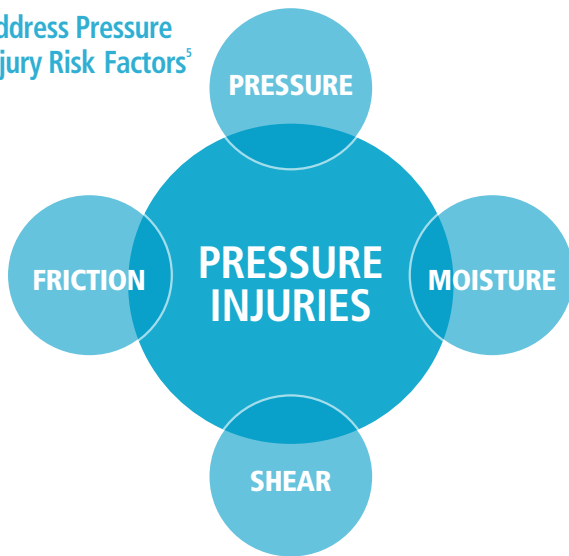 ddress Pressure
jury Risk Factors⁵
PRESSURE
FRICTION
PRESSURE
INJURIES
MOISTURE
SHEAR